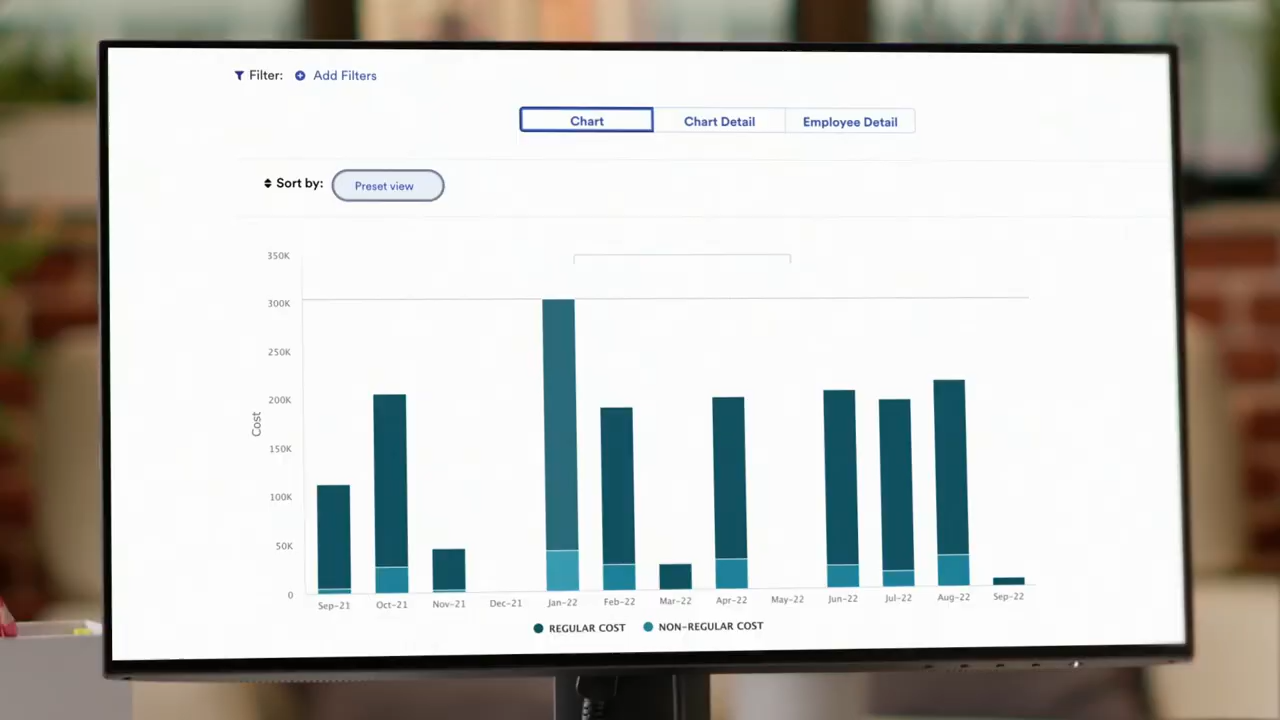 Filter: Add Filters
Chart Chart Detail Employee Detail
Sort by: Preset view
350K
300K
250K
200K
150K
100K
50K
0
Cost
Sep-21 Oct-21 Nov-21 Dec-21 Jan-22 Feb-22 Mar-22 Apr-22 May-22 Jun-22 Jul-22 Aug-22 Sep-22
REGULAR COST NON-REGULAR COST